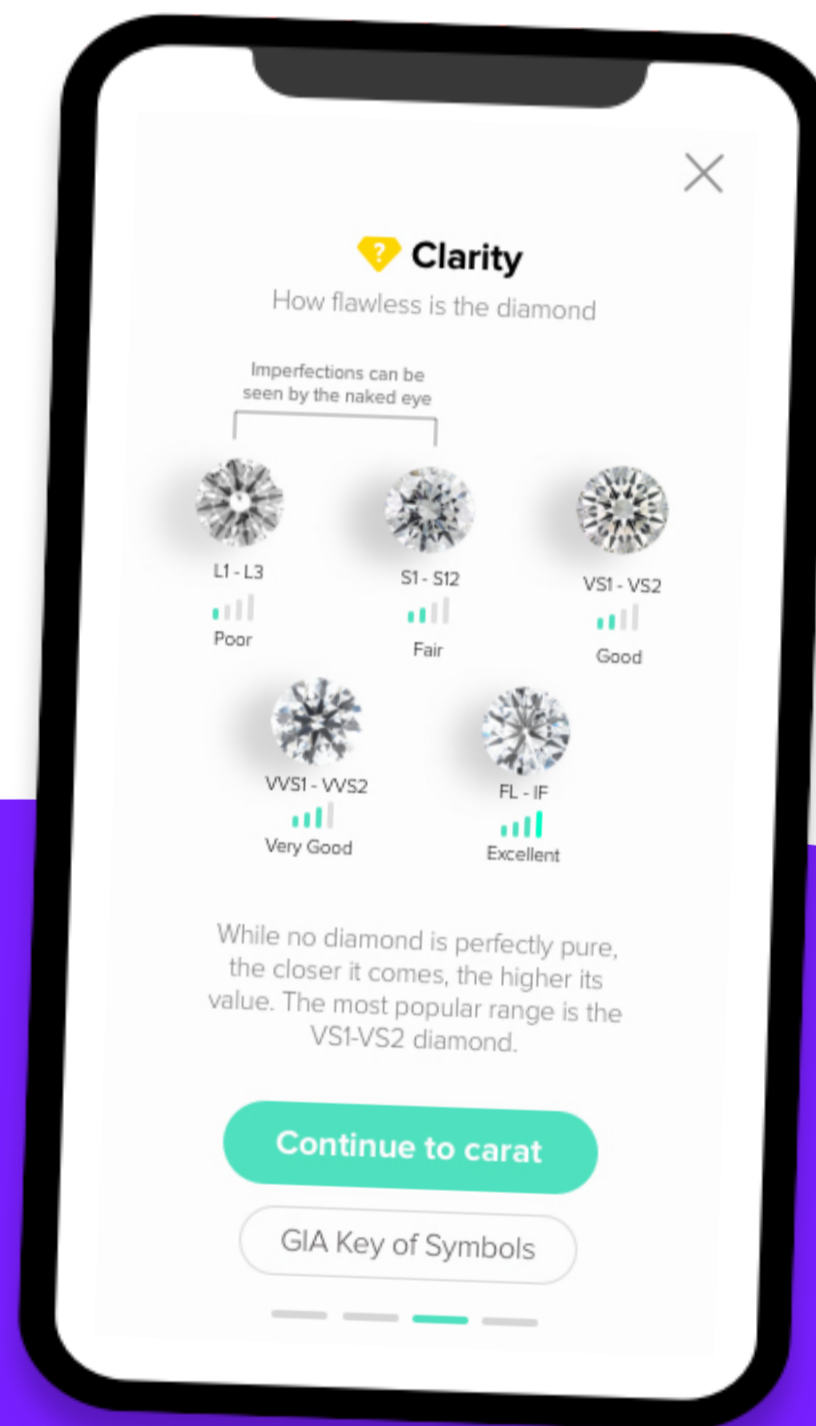 ? Clarity
How flawless is the diamond
Imperfections can be
seen by the naked eye
L1 - L3
S1 - S12
VS1 - VS2
Poor
Fair
Good
VVS1 - VVS2
FL - IF
Very Good
Excellent
While no diamond is perfectly pure,
the closer it comes, the higher its
value. The most popular range is the
VS1-VS2 diamond.
Continue to carat
GIA Key of Symbols